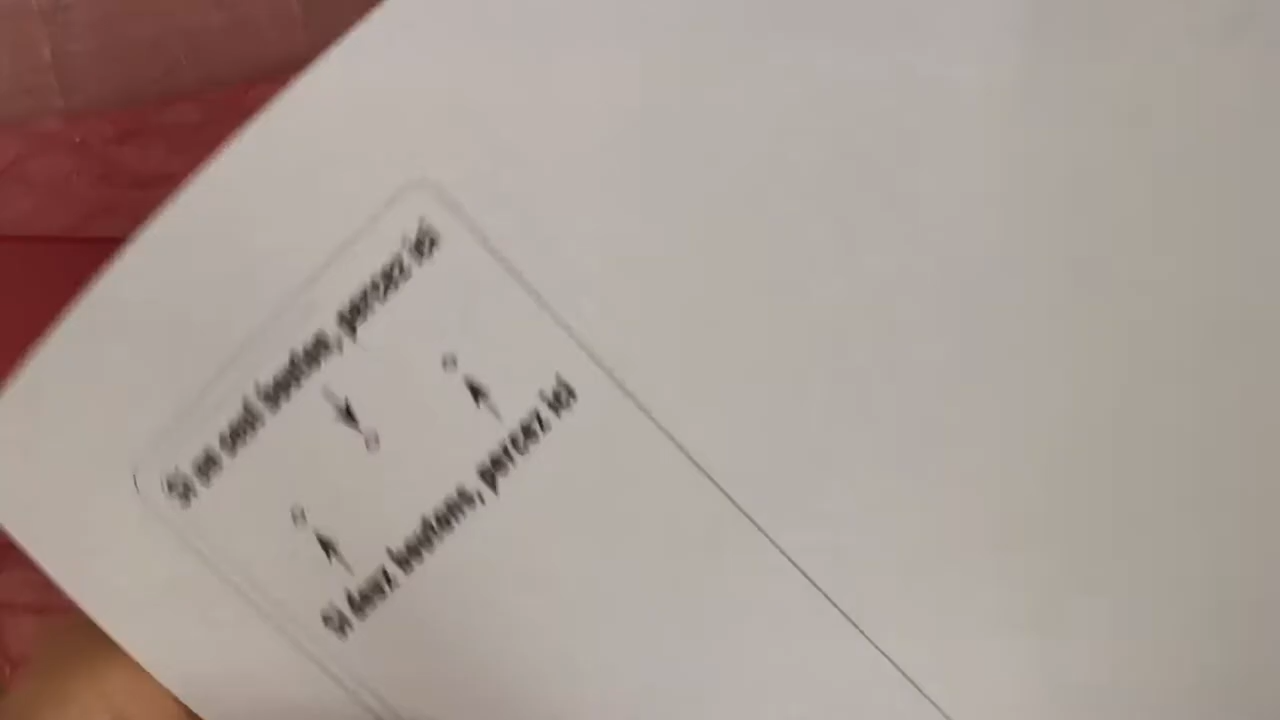 Si un seul bouton, percez ici
Si deux boutons, percez ici